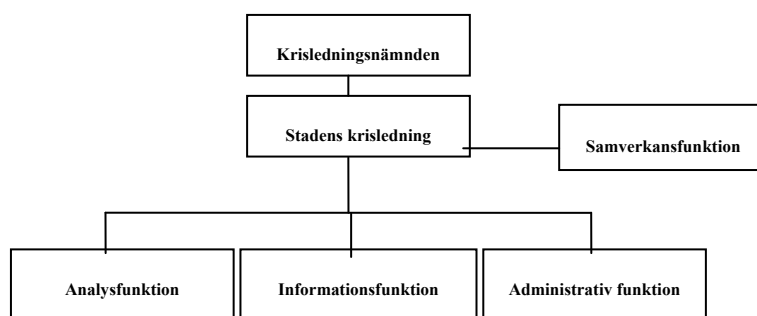 Krisledningsnämnden
Stadens krisledning
Samverkansfunktion
Analysfunktion
Informationsfunktion
Administrativ funktion